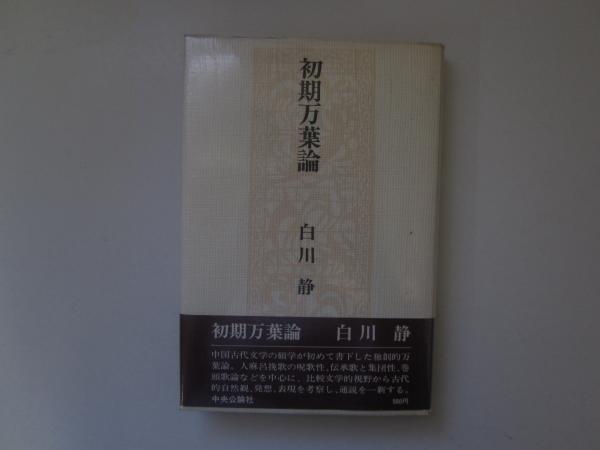 初期万葉論
白川 静
初期万葉論 白川 静
中国古代文学の碩学が初めて書下した独創的万
葉論。人麻呂挽歌の呪歌性、伝承歌と集団性、巻
頭歌論などを中心に、比較文学的視野から古代
的自然観、発想、表現を考察し、通説を一新する。
中央公論社 980円